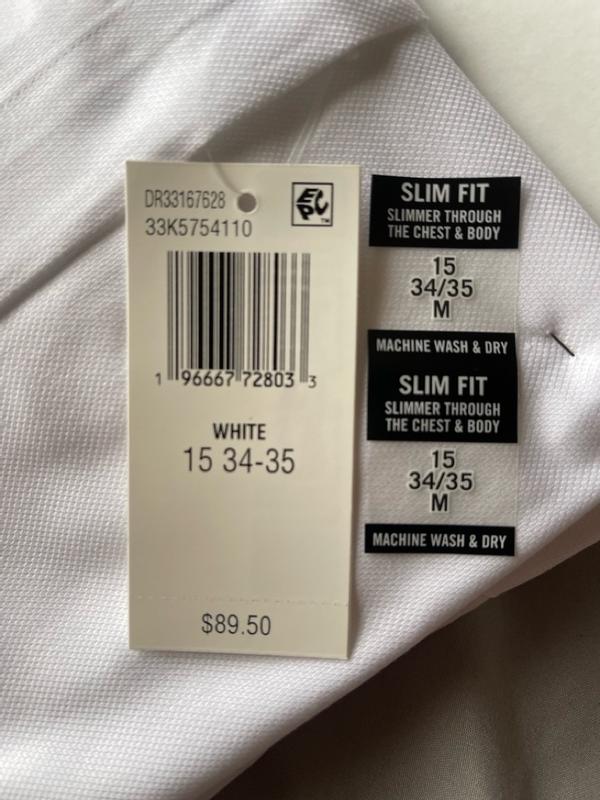 DR33167628
33K5754110
EPC™
1 96667 72803 3
WHITE
15 34-35
$89.50
SLIM FIT
SLIMMER THROUGH
THE CHEST & BODY
15
34/35
M
MACHINE WASH & DRY
SLIM FIT
SLIMMER THROUGH
THE CHEST & BODY
15
34/35
M
MACHINE WASH & DRY